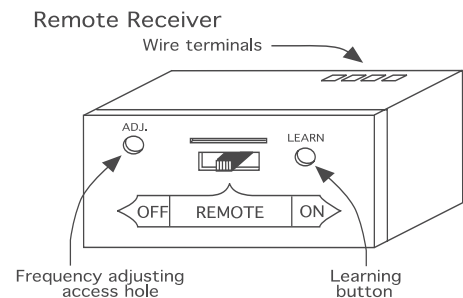 Remote Receiver
Wire terminals
ADJ.
LEARN
OFF REMOTE ON
Frequency adjusting
access hole
Learning
button